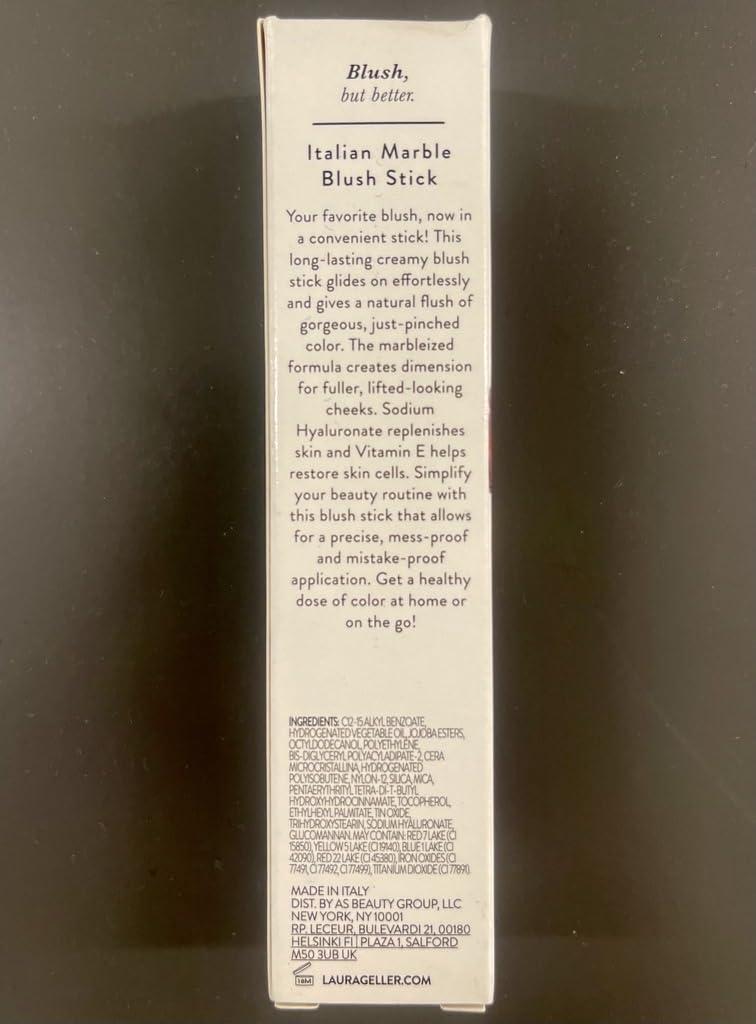 Blush,
but better.
Italian Marble
Blush Stick
Your favorite blush, now in
a convenient stick! This
long-lasting creamy blush
stick glides on effortlessly
and gives a natural flush of
gorgeous, just-pinched
color. The marbleized
formula creates dimension
for fuller, lifted-looking
cheeks. Sodium
Hyaluronate replenishes
skin and Vitamin E helps
restore skin cells. Simplify
your beauty routine with
this blush stick that allows
for a precise, mess-proof
and mistake-proof
application. Get a healthy
dose of color at home or
on the go!
INGREDIENTS: C12-15 ALKYL BENZOATE,
HYDROGENATED VEGETABLE OIL, JOJOBA ESTERS,
OCTYLDODECANOL, POLYETHYLENE,
BIS-DIGLYCERYL POLYACYLADIPATE-2, CERA
MICROCRISTALLINA, HYDROGENATED
POLYISOBUTENE, NYLON-12, SILICA, MICA,
PENTAERYTHRITYL TETRA-DI-T-BUTYL
HYDROXYHYDROCINNAMATE, TOCOPHEROL,
ETHYLHEXYL PALMITATE, TIN OXIDE,
TRIHYDROXYSTEARIN, SODIUM HYALURONATE,
GLUCOMANNAN. MAY CONTAIN: RED 7 LAKE (CI
15850), YELLOW 5 LAKE (CI 19140), BLUE 1 LAKE (CI
42090), RED 22 LAKE (CI 45380), IRON OXIDES (CI
77491, CI 77492, CI 77499), TITANIUM DIOXIDE (CI 77891).
MADE IN ITALY
DIST. BY AS BEAUTY GROUP, LLC
NEW YORK, NY 10001
RP. LECEUR, BULEVARDI 21, 00180
HELSINKI FI | PLAZA 1, SALFORD
M50 3UB UK
18M LAURAGELLER.COM